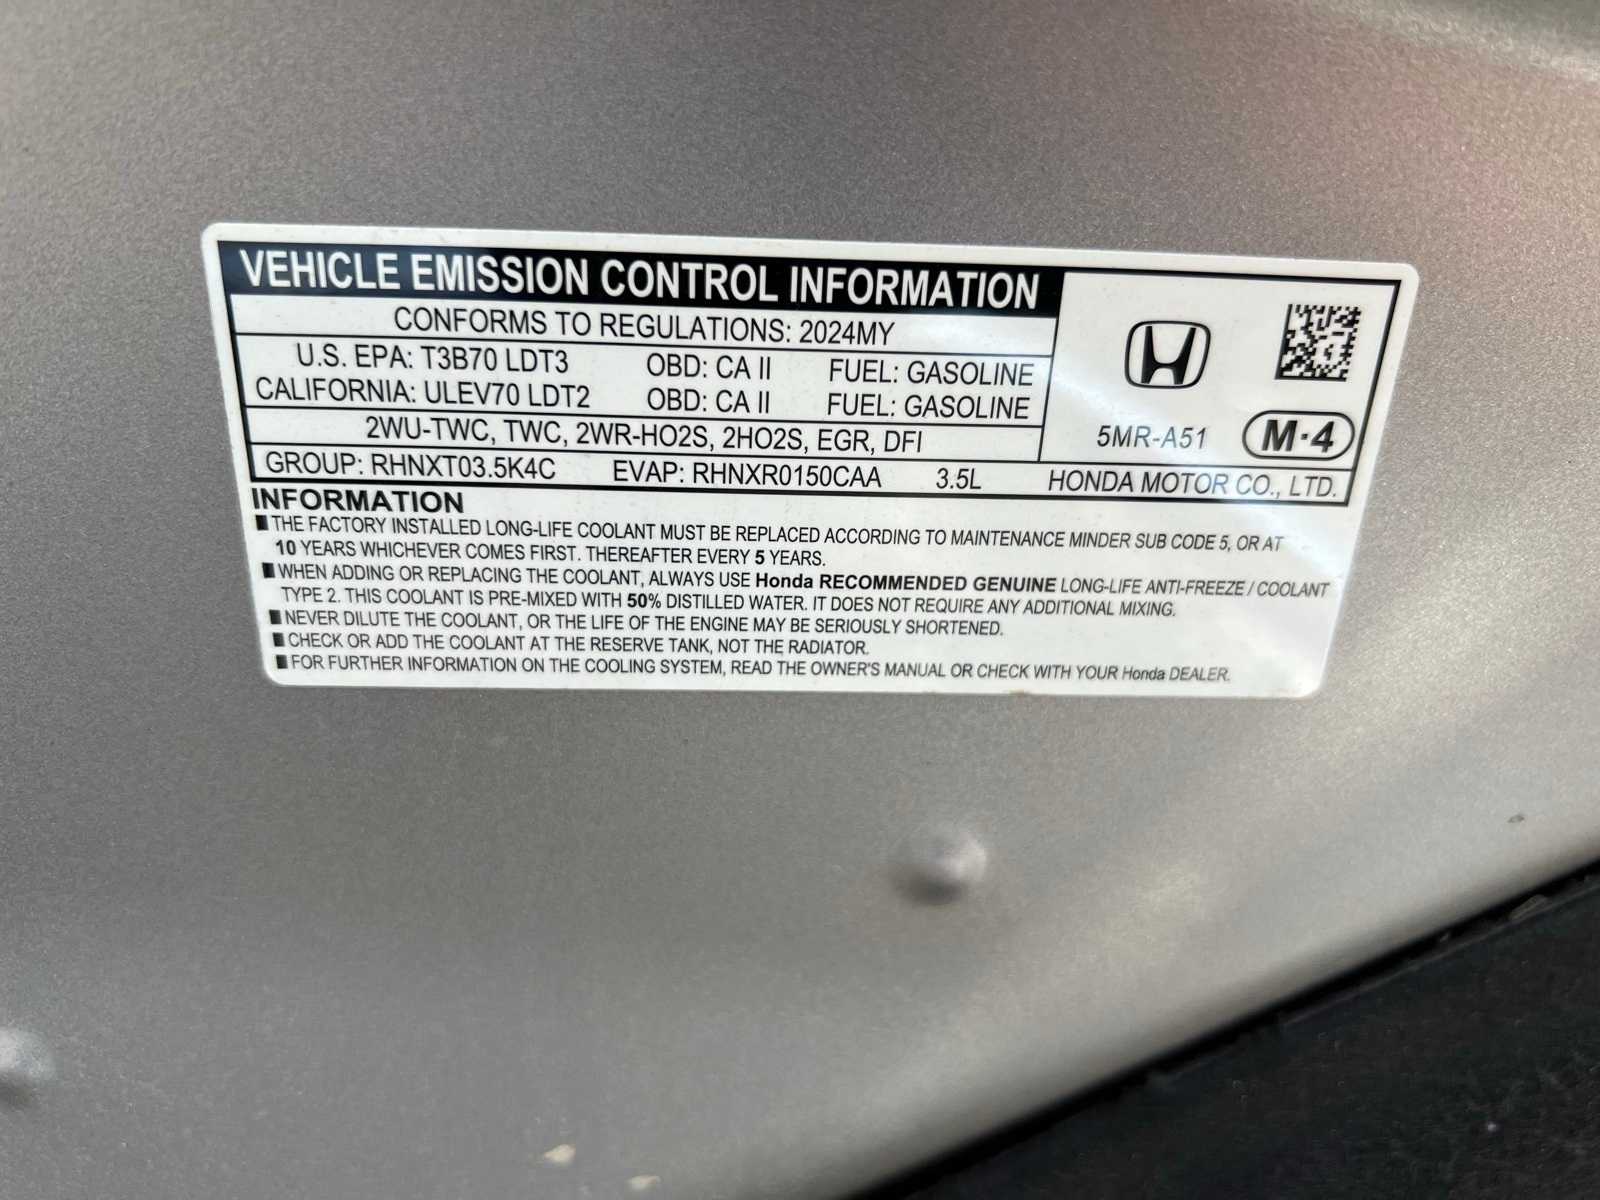 VEHICLE EMISSION CONTROL INFORMATION
CONFORMS TO REGULATIONS: 2024MY
U.S. EPA: T3B70 LDT3 OBD: CA II FUEL: GASOLINE
CALIFORNIA: ULEV70 LDT2 OBD: CA II FUEL: GASOLINE
2WU-TWC, TWC, 2WR-HO2S, 2HO2S, EGR, DFI
5MR-A51 M-4
GROUP: RHNXT03.5K4C EVAP: RHNXR0150CAA 3.5L HONDA MOTOR CO., LTD.
INFORMATION
THE FACTORY INSTALLED LONG-LIFE COOLANT MUST BE REPLACED ACCORDING TO MAINTENANCE MINDER SUB CODE 5, OR AT
10 YEARS WHICHEVER COMES FIRST. THEREAFTER EVERY 5 YEARS.
WHEN ADDING OR REPLACING THE COOLANT, ALWAYS USE Honda RECOMMENDED GENUINE LONG-LIFE ANTI-FREEZE / COOLANT
TYPE 2. THIS COOLANT IS PRE-MIXED WITH 50% DISTILLED WATER. IT DOES NOT REQUIRE ANY ADDITIONAL MIXING.
NEVER DILUTE THE COOLANT, OR THE LIFE OF THE ENGINE MAY BE SERIOUSLY SHORTENED.
CHECK OR ADD THE COOLANT AT THE RESERVE TANK, NOT THE RADIATOR.
FOR FURTHER INFORMATION ON THE COOLING SYSTEM, READ THE OWNER'S MANUAL OR CHECK WITH YOUR Honda DEALER.